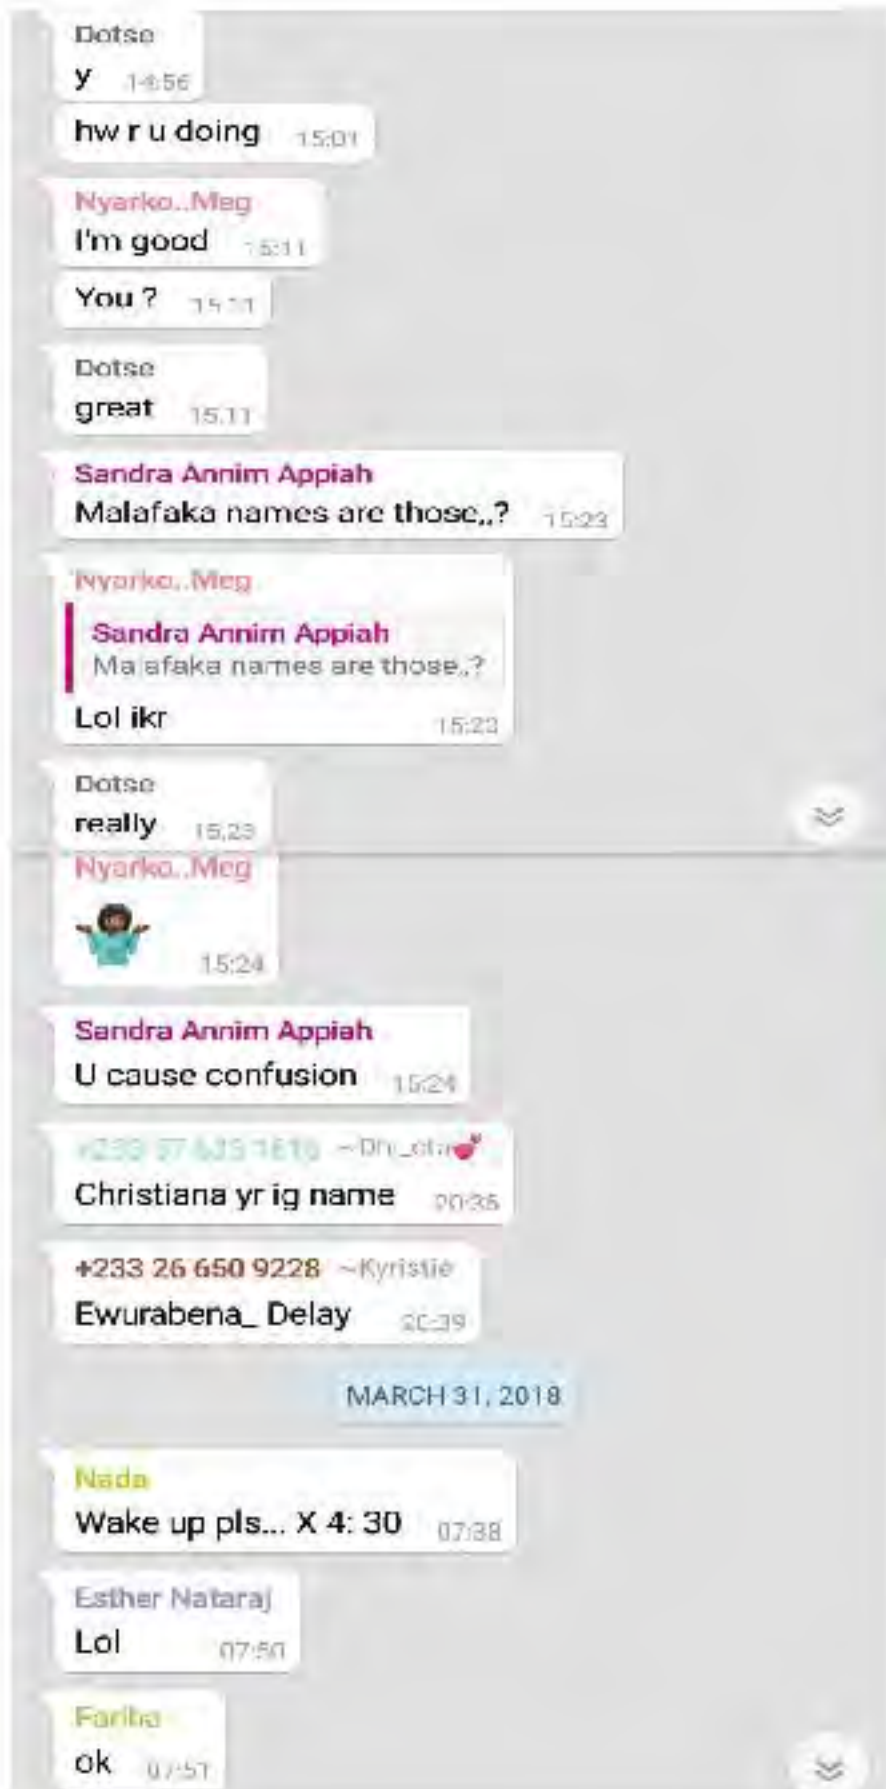 Dotse
y 14:56
hw r u doing 15:01
Nyarko..Meg
I'm good 15:11
You ? 15:11
Dotse
great 15:11
Sandra Annim Appiah
Malafaka names are those,,? 15:23
Nyarko..Meg
Sandra Annim Appiah
Malafaka names are those,,?
Lol ikr 15:23
Dotse
really 15:23
Nyarko..Meg
15:24
Sandra Annim Appiah
U cause confusion 15:24
+233
Christiana yr ig name 20:35
+233 26 650 9228 ~Kyristie
Ewurabena_ Delay 20:39
MARCH 31, 2018
Nada
Wake up pls... X 4: 30 07:38
Esther Nataraj
Lol 07:50
Fariba
ok 07:51